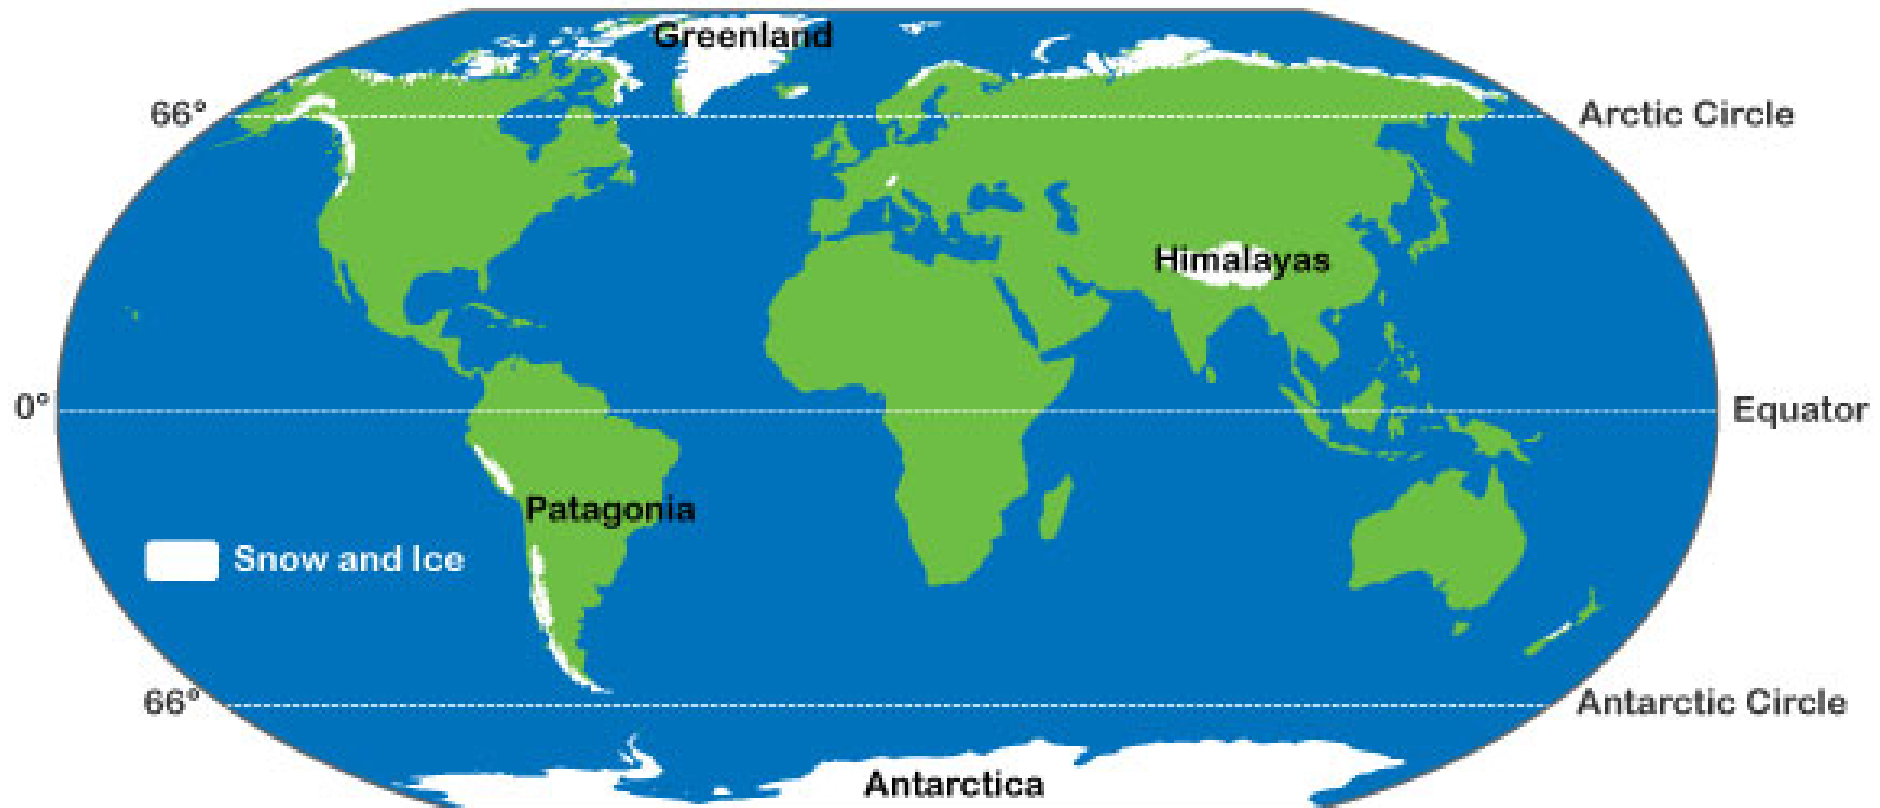 Greenland
66°
Arctic Circle
Himalayas
0°
Equator
Patagonia
Snow and Ice
66°
Antarctic Circle
Antarctica